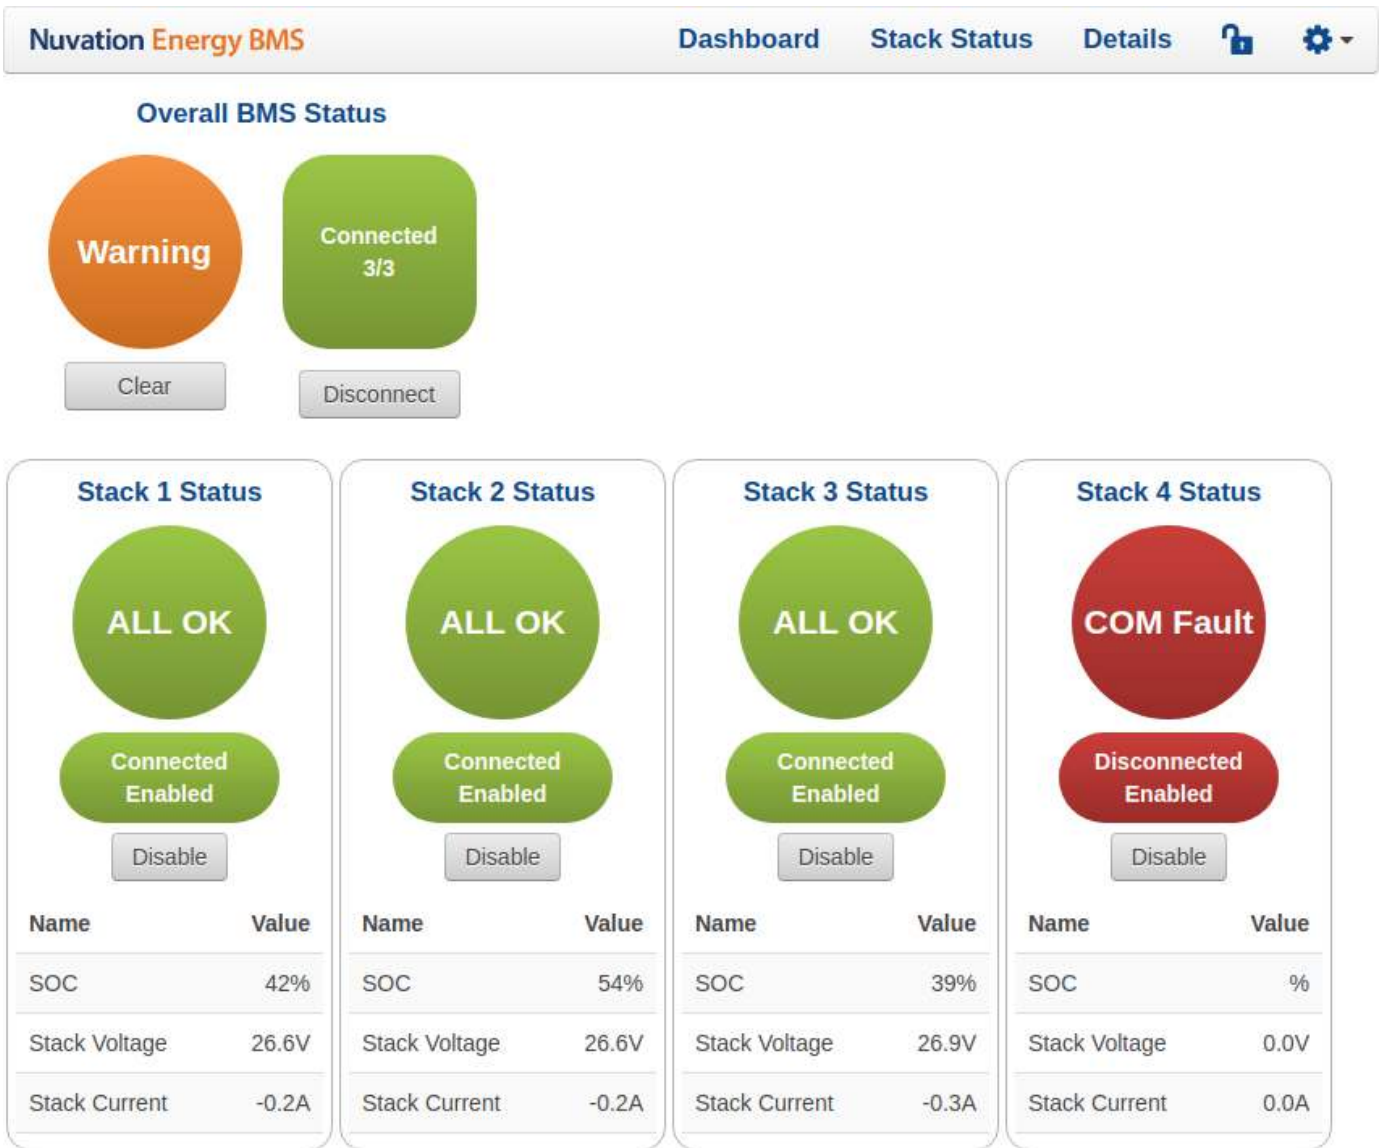 Nuvation Energy BMS
Dashboard
Stack Status
Details
Overall BMS Status
Warning
Connected
3/3
Clear
Disconnect
Stack 1 Status
ALL OK
Connected
Enabled
Disable
Name Value
SOC 42%
Stack Voltage 26.6V
Stack Current -0.2A
Stack 2 Status
ALL OK
Connected
Enabled
Disable
Name Value
SOC 54%
Stack Voltage 26.6V
Stack Current -0.2A
Stack 3 Status
ALL OK
Connected
Enabled
Disable
Name Value
SOC 39%
Stack Voltage 26.9V
Stack Current -0.3A
Stack 4 Status
COM Fault
Disconnected
Enabled
Disable
Name Value
SOC %
Stack Voltage 0.0V
Stack Current 0.0A